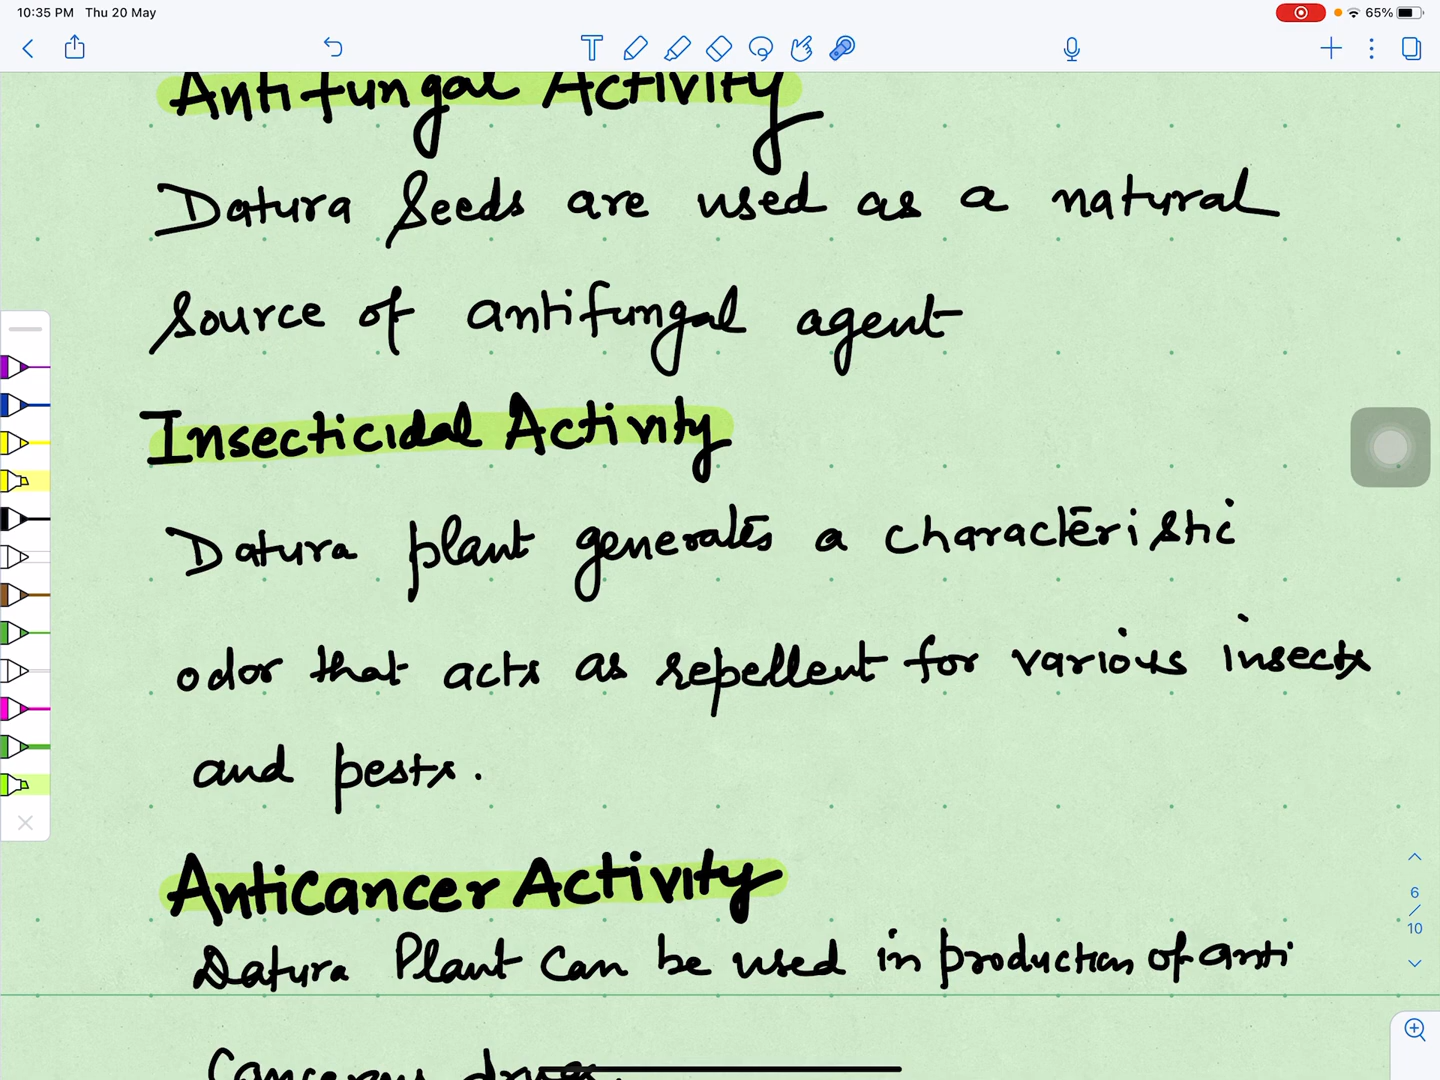 10:35 PM Thu 20 May
65%
Antifungal Activity
Datura Seeds are used as a natural
source of antifungal agent
Insecticidal Activity
Datura plant generates a characteristic
odor that acts as repellent for various insects
and pests.
Anticancer Activity
Datura Plant can be used in production of anti
Cancerous drugs.
6
/
10